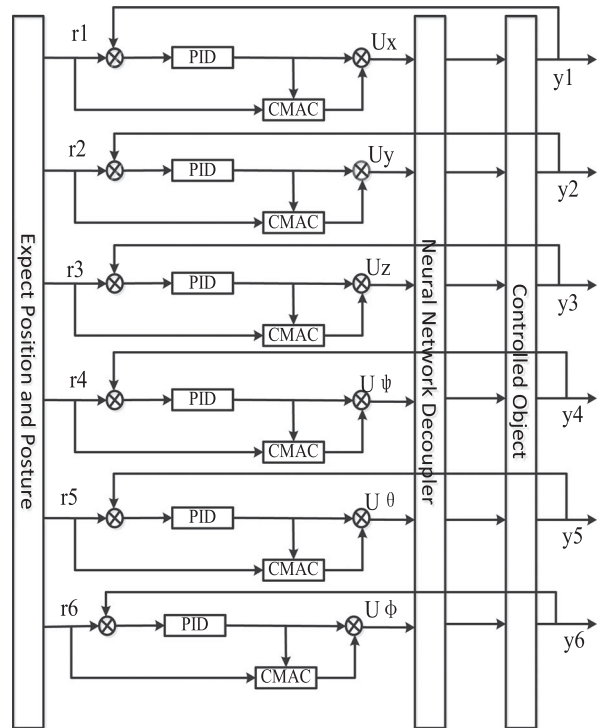 Expect Position and Posture
r1
PID
CMAC
Ux
y1
r2
PID
CMAC
Uy
y2
r3
PID
CMAC
Uz
y3
r4
PID
CMAC
U ψ
y4
r5
PID
CMAC
U θ
y5
r6
PID
CMAC
U ϕ
y6
Neural Network Decoupler
Controlled Object